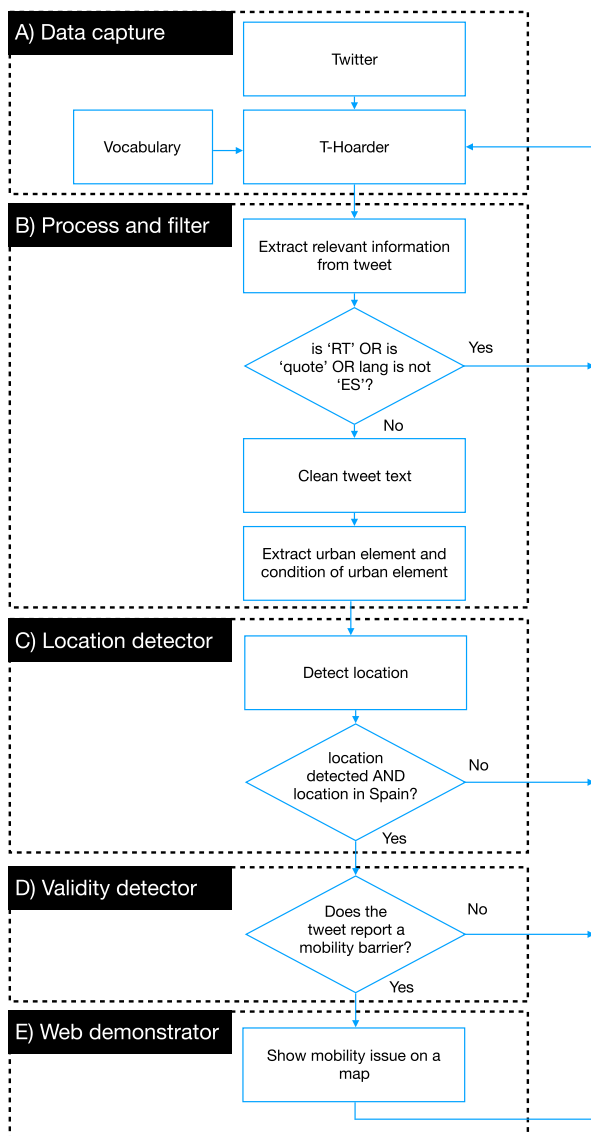 A) Data capture
Twitter
Vocabulary
T-Hoarder
B) Process and filter
Extract relevant information
from tweet
is ‘RT’ OR is
‘quote’ OR lang is not
‘ES’?
Yes
No
Clean tweet text
Extract urban element and
condition of urban element
C) Location detector
Detect location
location
detected AND
location in Spain?
No
Yes
D) Validity detector
Does the
tweet report a
mobility barrier?
No
Yes
E) Web demonstrator
Show mobility issue on a
map